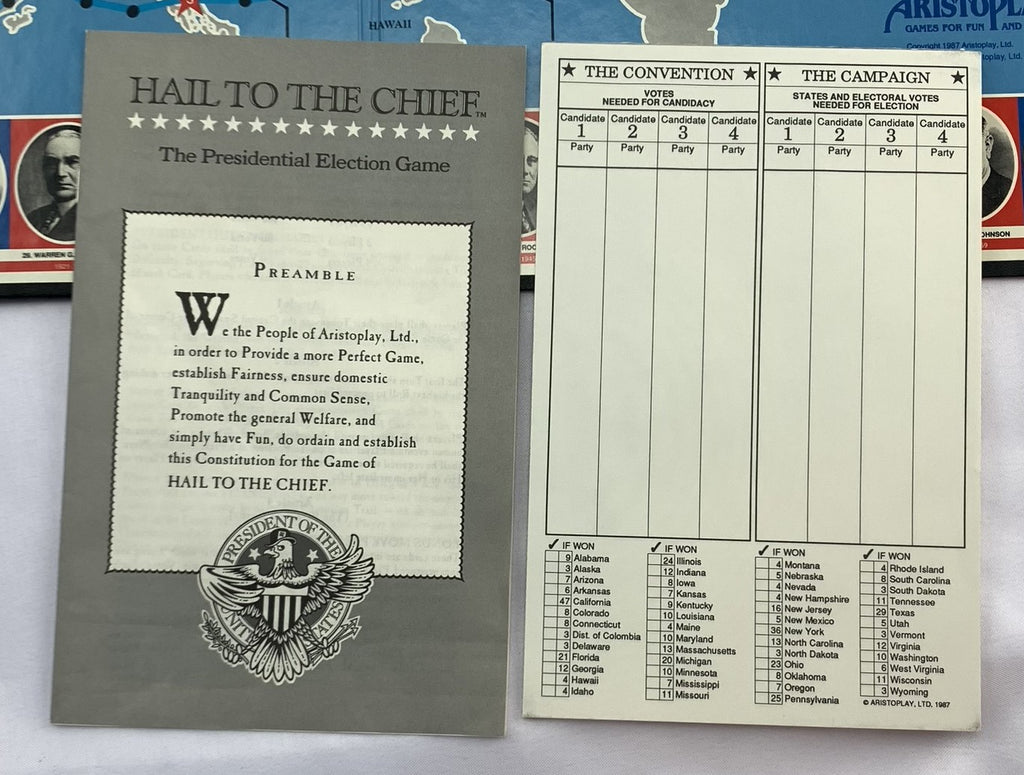 HAWAII
ARISTOPLAY
GAMES FOR FUN AND
Copyright 1987 Aristoplay, Ltd.
HAIL TO THE CHIEF™
The Presidential Election Game
PREAMBLE
We the People of Aristoplay, Ltd.,
in order to Provide a more Perfect Game,
establish Fairness, ensure domestic
Tranquility and Common Sense,
Promote the general Welfare, and
simply have Fun, do ordain and establish
this Constitution for the Game of
HAIL TO THE CHIEF.
PRESIDENT OF THE
29. WARREN G.
1921
ROO
1945
JOHNSON
69
★ THE CONVENTION ★
VOTES
NEEDED FOR CANDIDACY
Candidate 1 Candidate 2 Candidate 3 Candidate 4
Party Party Party Party
★ THE CAMPAIGN ★
STATES AND ELECTORAL VOTES
NEEDED FOR ELECTION
Candidate 1 Candidate 2 Candidate 3 Candidate 4
Party Party Party Party
✓ IF WON
9 Alabama
3 Alaska
7 Arizona
6 Arkansas
47 California
8 Colorado
8 Connecticut
3 Dist. of Colombia
3 Delaware
21 Florida
12 Georgia
4 Hawaii
4 Idaho
✓ IF WON
24 Illinois
12 Indiana
8 Iowa
7 Kansas
9 Kentucky
10 Louisiana
4 Maine
10 Maryland
13 Massachusetts
20 Michigan
10 Minnesota
7 Mississippi
11 Missouri
✓ IF WON
4 Montana
5 Nebraska
4 Nevada
4 New Hampshire
16 New Jersey
5 New Mexico
36 New York
13 North Carolina
3 North Dakota
23 Ohio
8 Oklahoma
7 Oregon
25 Pennsylvania
✓ IF WON
4 Rhode Island
8 South Carolina
3 South Dakota
11 Tennessee
29 Texas
5 Utah
3 Vermont
12 Virginia
10 Washington
6 West Virginia
11 Wisconsin
3 Wyoming
© ARISTOPLAY, LTD. 1987